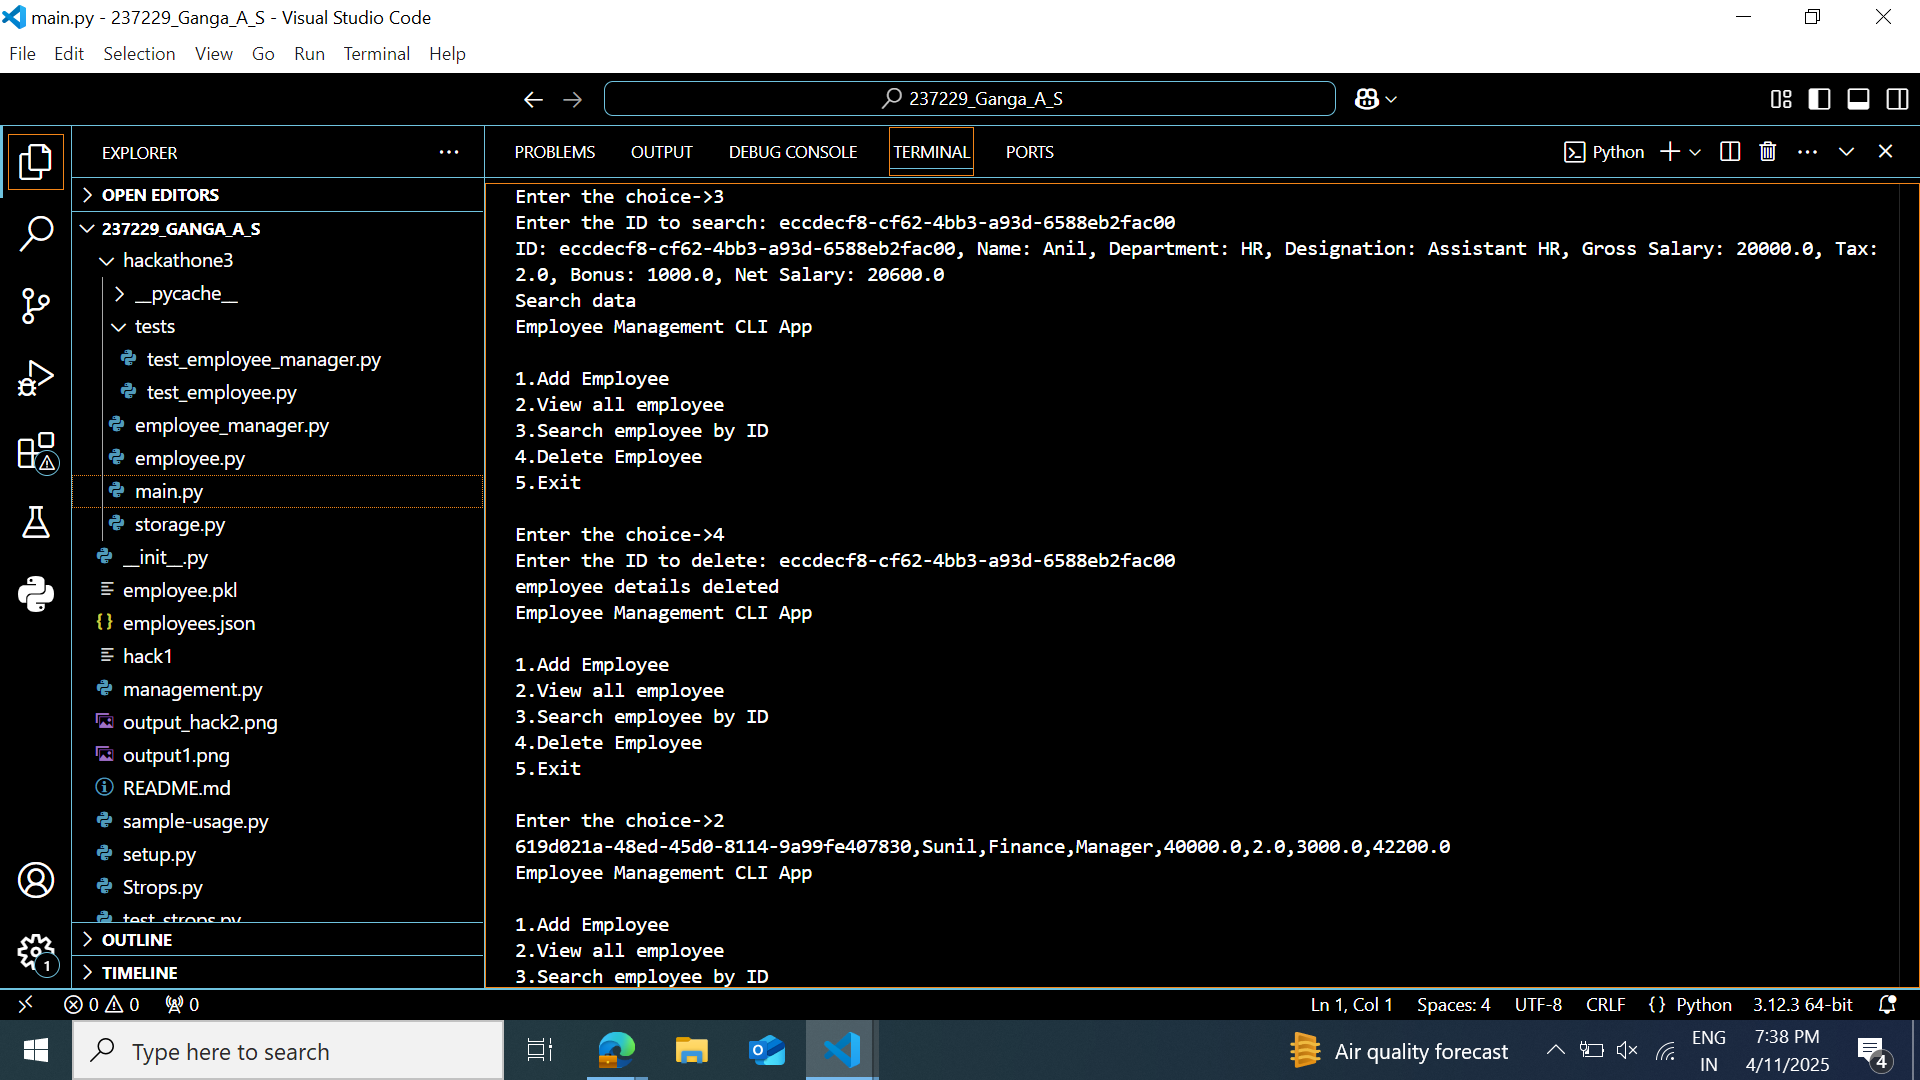 main.py - 237229_Ganga_A_S - Visual Studio Code
File Edit Selection View Go Run Terminal Help
237229_Ganga_A_S
EXPLORER
OPEN EDITORS
237229_GANGA_A_S
hackathone3
__pycache__
tests
test_employee_manager.py
test_employee.py
employee_manager.py
employee.py
main.py
storage.py
__init__.py
employee.pkl
employees.json
hack1
management.py
output_hack2.png
output1.png
README.md
sample-usage.py
setup.py
Strops.py
test_strops.py
OUTLINE
TIMELINE
PROBLEMS OUTPUT DEBUG CONSOLE TERMINAL PORTS
Python
Enter the choice->3
Enter the ID to search: eccdecf8-cf62-4bb3-a93d-6588eb2fac00
ID: eccdecf8-cf62-4bb3-a93d-6588eb2fac00, Name: Anil, Department: HR, Designation: Assistant HR, Gross Salary: 20000.0, Tax:
2.0, Bonus: 1000.0, Net Salary: 20600.0
Search data
Employee Management CLI App
1.Add Employee
2.View all employee
3.Search employee by ID
4.Delete Employee
5.Exit
Enter the choice->4
Enter the ID to delete: eccdecf8-cf62-4bb3-a93d-6588eb2fac00
employee details deleted
Employee Management CLI App
1.Add Employee
2.View all employee
3.Search employee by ID
4.Delete Employee
5.Exit
Enter the choice->2
619d021a-48ed-45d0-8114-9a99fe407830,Sunil,Finance,Manager,40000.0,2.0,3000.0,42200.0
Employee Management CLI App
1.Add Employee
2.View all employee
3.Search employee by ID
1
0 0 0
Ln 1, Col 1 Spaces: 4 UTF-8 CRLF {} Python 3.12.3 64-bit
Type here to search
Air quality forecast
ENG
IN
7:38 PM
4/11/2025
4